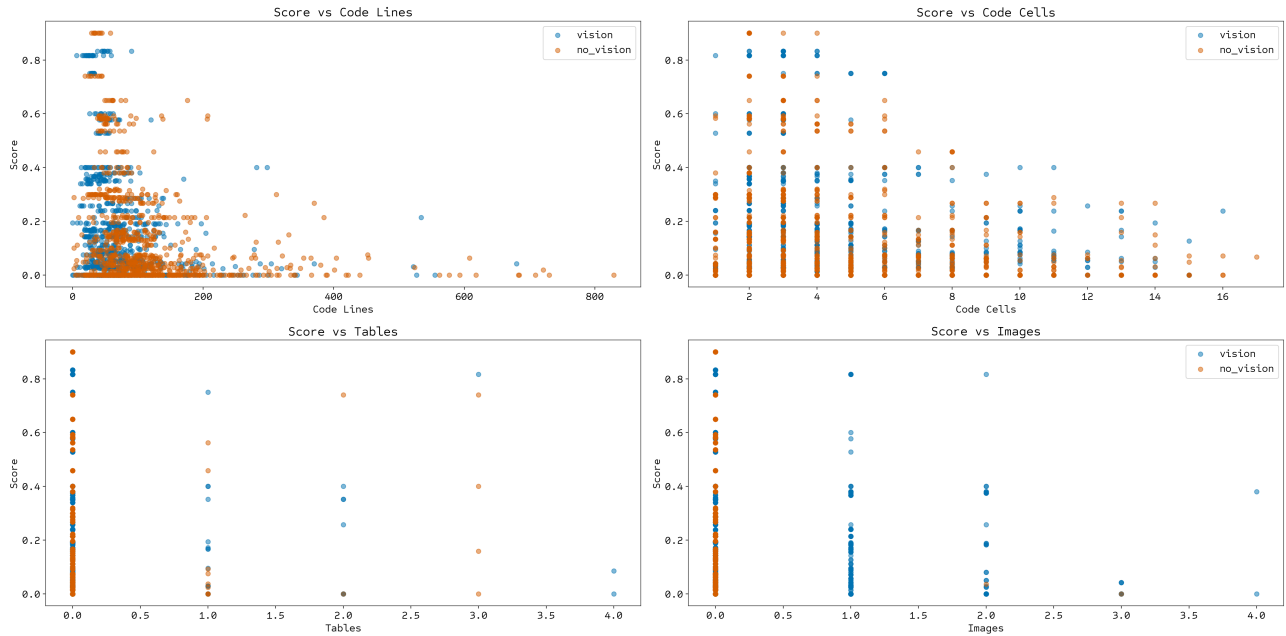 Score vs Code Lines
Score
0.8
0.6
0.4
0.2
0.0
vision
no_vision
0 200 400 600 800
Code Lines
Score vs Code Cells
Score
0.8
0.6
0.4
0.2
0.0
vision
no_vision
2 4 6 8 10 12 14 16
Code Cells
Score vs Tables
Score
0.8
0.6
0.4
0.2
0.0
0.0 0.5 1.0 1.5 2.0 2.5 3.0 3.5 4.0
Tables
Score vs Images
Score
0.8
0.6
0.4
0.2
0.0
vision
no_vision
0.0 0.5 1.0 1.5 2.0 2.5 3.0 3.5 4.0
Images